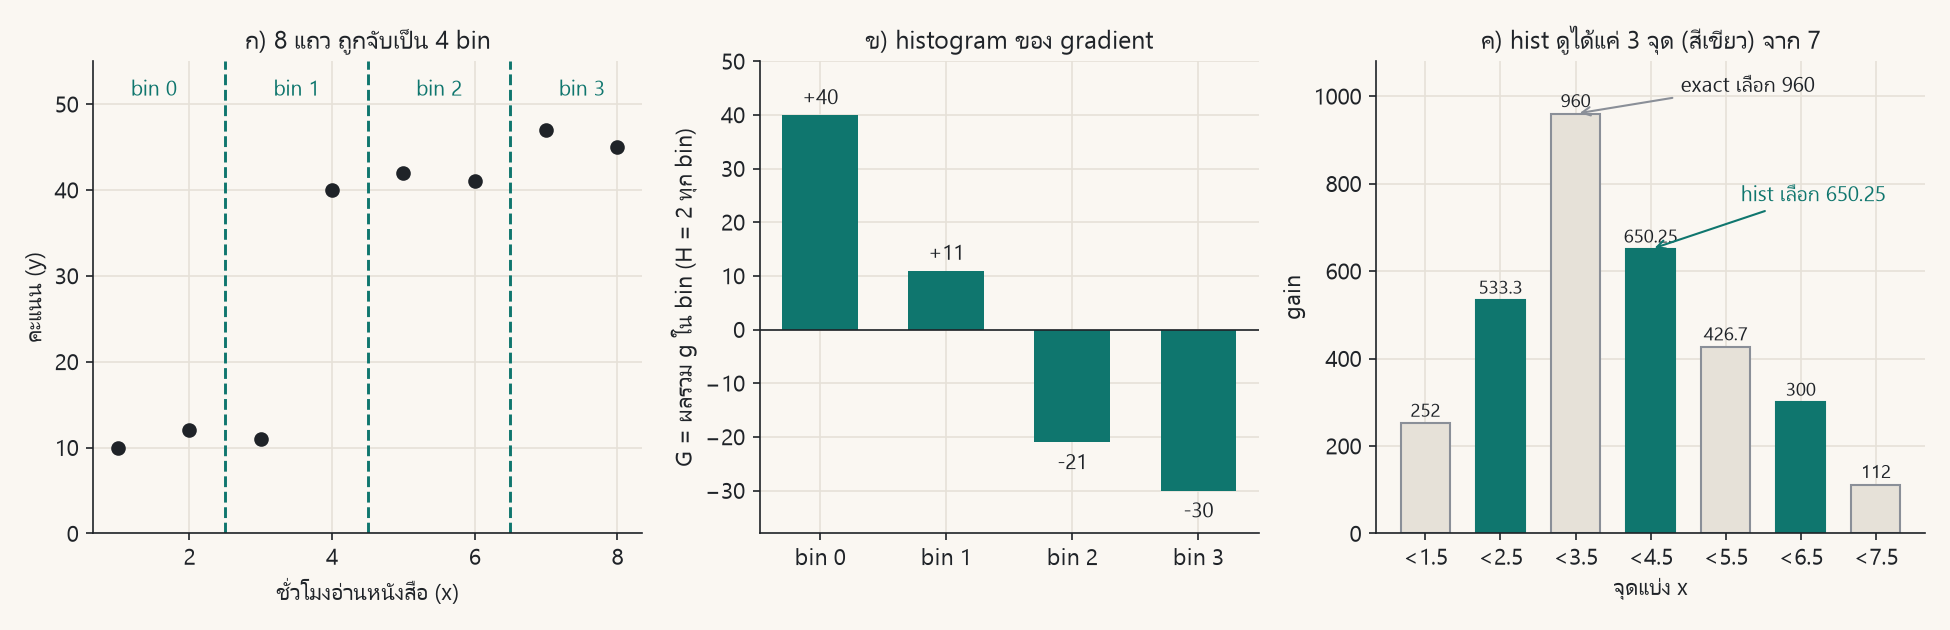 ก) 8 แถว ถูกจับเป็น 4 bin
bin 0
bin 1
bin 2
bin 3
คะแนน (y)
50
40
30
20
10
0
2
4
6
8
ชั่วโมงอ่านหนังสือ (x)
ข) histogram ของ gradient
G = ผลรวม g ใน bin (H = 2 ทุก bin)
50
40
30
20
10
0
−10
−20
−30
+40
+11
-21
-30
bin 0
bin 1
bin 2
bin 3
ค) hist ดูได้แค่ 3 จุด (สีเขียว) จาก 7
gain
1000
800
600
400
200
0
exact เลือก 960
hist เลือก 650.25
252
533.3
960
650.25
426.7
300
112
<1.5
<2.5
<3.5
<4.5
<5.5
<6.5
<7.5
จุดแบ่ง x